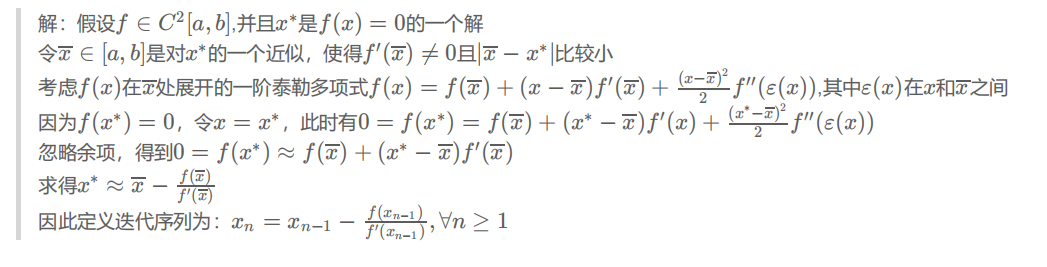 解：假设$f \in C^2[a,b]$,并且$x^*$是$f(x) = 0$的一个解
令$\overline{x} \in [a,b]$是对$x^*$的一个近似，使得$f'(\overline{x}) \neq 0$且$|\overline{x} - x^*|$比较小
考虑$f(x)$在$\overline{x}$处展开的一阶泰勒多项式$f(x) = f(\overline{x}) + (x - \overline{x})f'(\overline{x}) + \frac{(x-\overline{x})^2}{2}f''(\varepsilon(x))$,其中$\varepsilon(x)$在$x$和$\overline{x}$之间
因为$f(x^*) = 0$，令$x = x^*$，此时有$0 = f(x^*) = f(\overline{x}) + (x^* - \overline{x})f'(x) + \frac{(x^*-\overline{x})^2}{2}f''(\varepsilon(x))$
忽略余项，得到$0 = f(x^*) \approx f(\overline{x}) + (x^* - \overline{x})f'(\overline{x})$
求得$x^* \approx \overline{x} - \frac{f(\overline{x})}{f'(\overline{x})}$
因此定义迭代序列为：$x_n = x_{n-1} - \frac{f(x_{n-1})}{f'(x_{n-1})}, \forall n \geq 1$